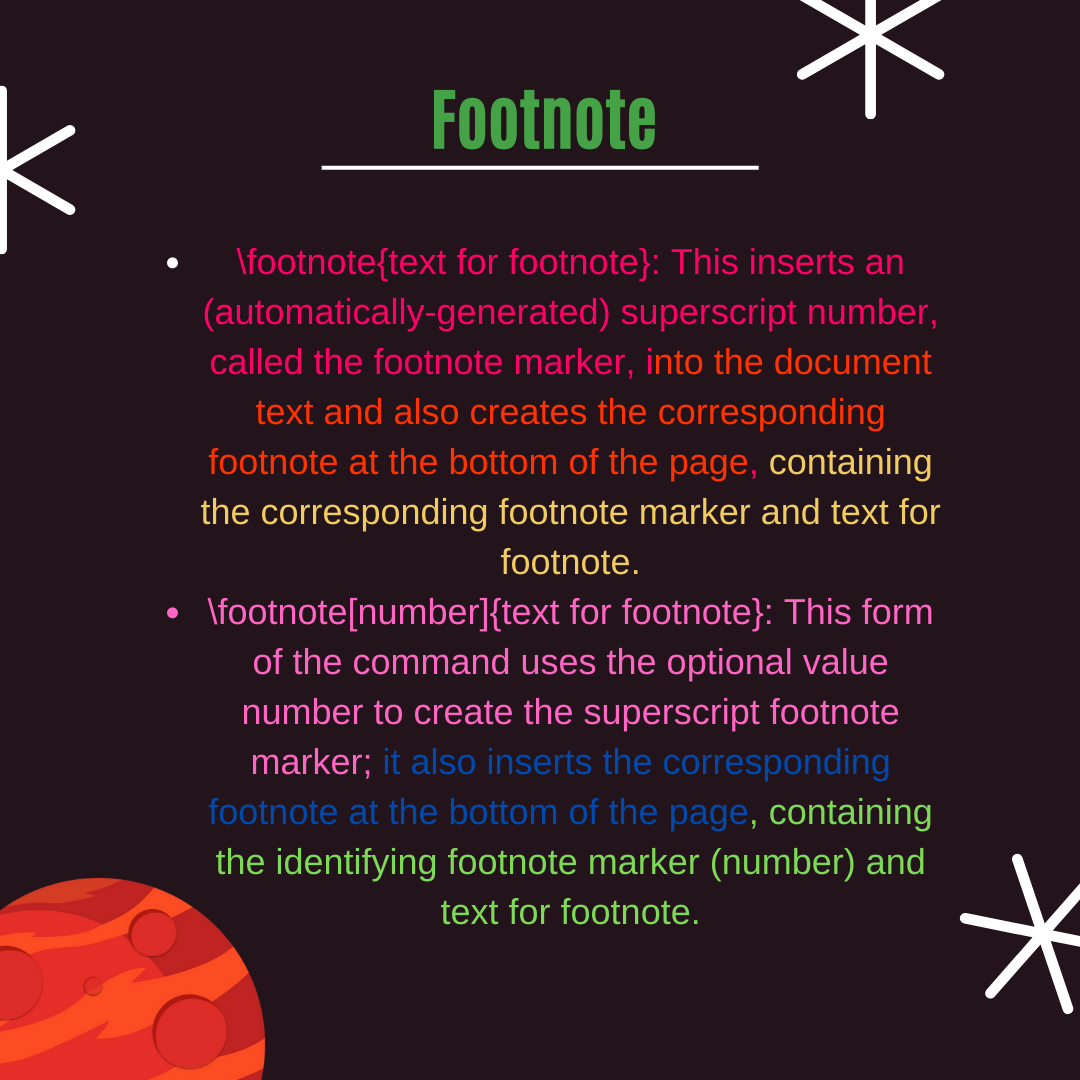 Footnote
• \footnote{text for footnote}: This inserts an
(automatically-generated) superscript number,
called the footnote marker, into the document
text and also creates the corresponding
footnote at the bottom of the page, containing
the corresponding footnote marker and text for
footnote.
• \footnote[number]{text for footnote}: This form
of the command uses the optional value
number to create the superscript footnote
marker; it also inserts the corresponding
footnote at the bottom of the page, containing
the identifying footnote marker (number) and
text for footnote.